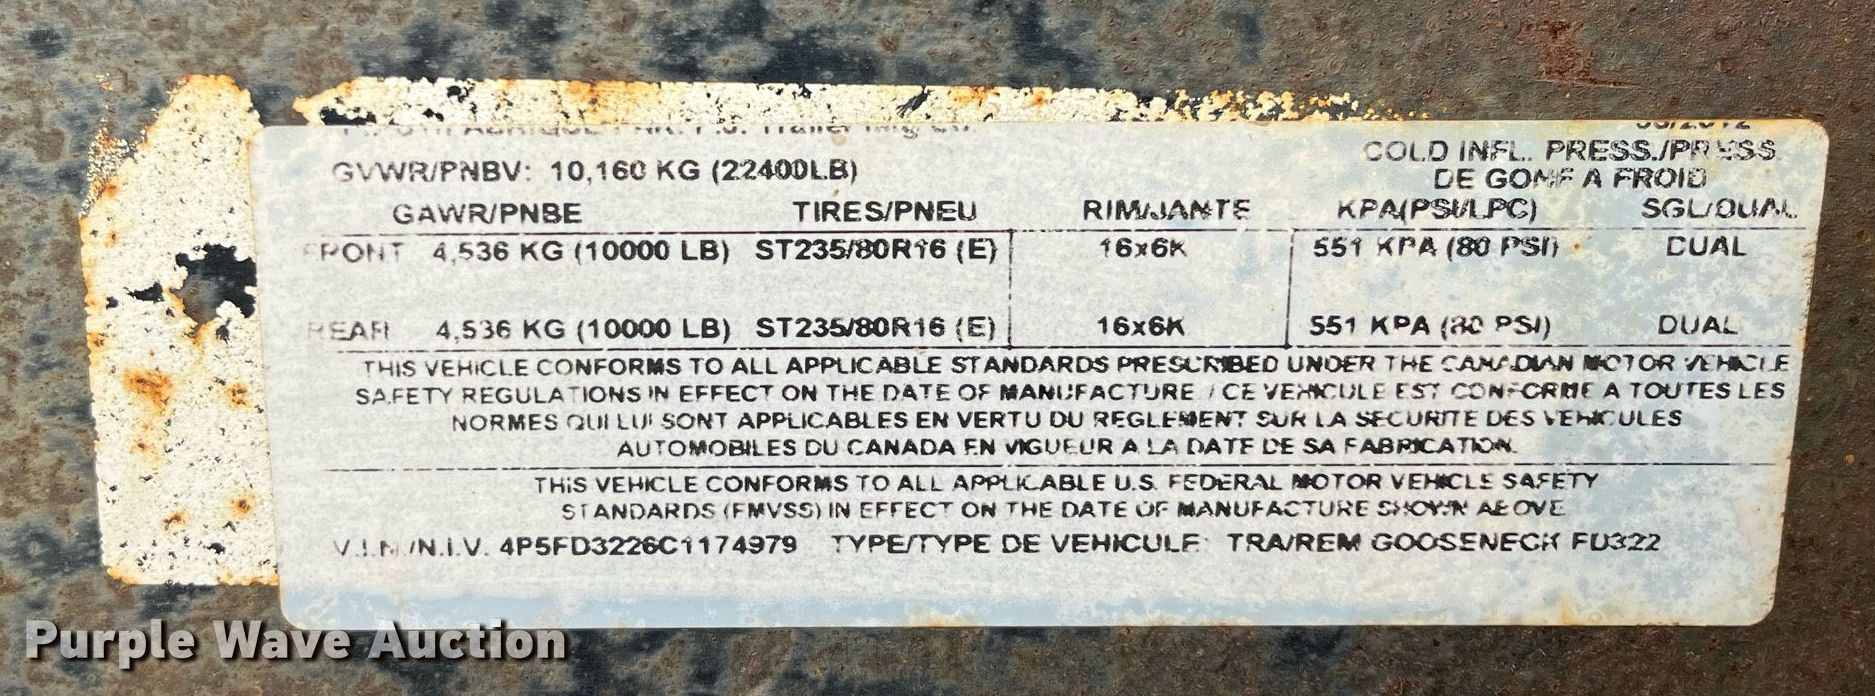 P.J. Trailer Mfg Co.
GVWR/PNBV: 10,160 KG (22400LB)
COLD INFL. PRESS./PRESS.
DE GONF A FROID
GAWR/PNBE TIRES/PNEU RIM/JANTE KPA(PSI/LPC) SGL/DUAL
FRONT 4,536 KG (10000 LB) ST235/80R16 (E) 16x6K 551 KPA (80 PSI) DUAL
REAR 4,536 KG (10000 LB) ST235/80R16 (E) 16x6K 551 KPA (80 PSI) DUAL
THIS VEHICLE CONFORMS TO ALL APPLICABLE STANDARDS PRESCRIBED UNDER THE CANADIAN MOTOR VEHICLE
SAFETY REGULATIONS IN EFFECT ON THE DATE OF MANUFACTURE / CE VEHICULE EST CONFORME A TOUTES LES
NORMES QUI LUI SONT APPLICABLES EN VERTU DU REGLEMENT SUR LA SECURITE DES VEHICULES
AUTOMOBILES DU CANADA EN VIGUEUR A LA DATE DE SA FABRICATION.
THIS VEHICLE CONFORMS TO ALL APPLICABLE U.S. FEDERAL MOTOR VEHICLE SAFETY
STANDARDS (FMVSS) IN EFFECT ON THE DATE OF MANUFACTURE SHOWN ABOVE
V.I.N./N.I.V. 4P5FD3226C1174979 TYPE/TYPE DE VEHICULE: TRA/REM GOOSENECK FD322
Purple Wave Auction